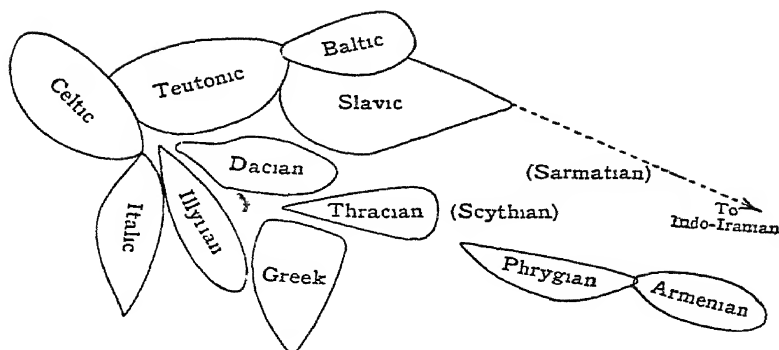 Baltic
Celtic
Teutonic
Slavic
Dacian
(Sarmatian)
Italic
Illyrian
Thracian
(Scythian)
To
Indo-Iranian
Greek
Phrygian
Armenian